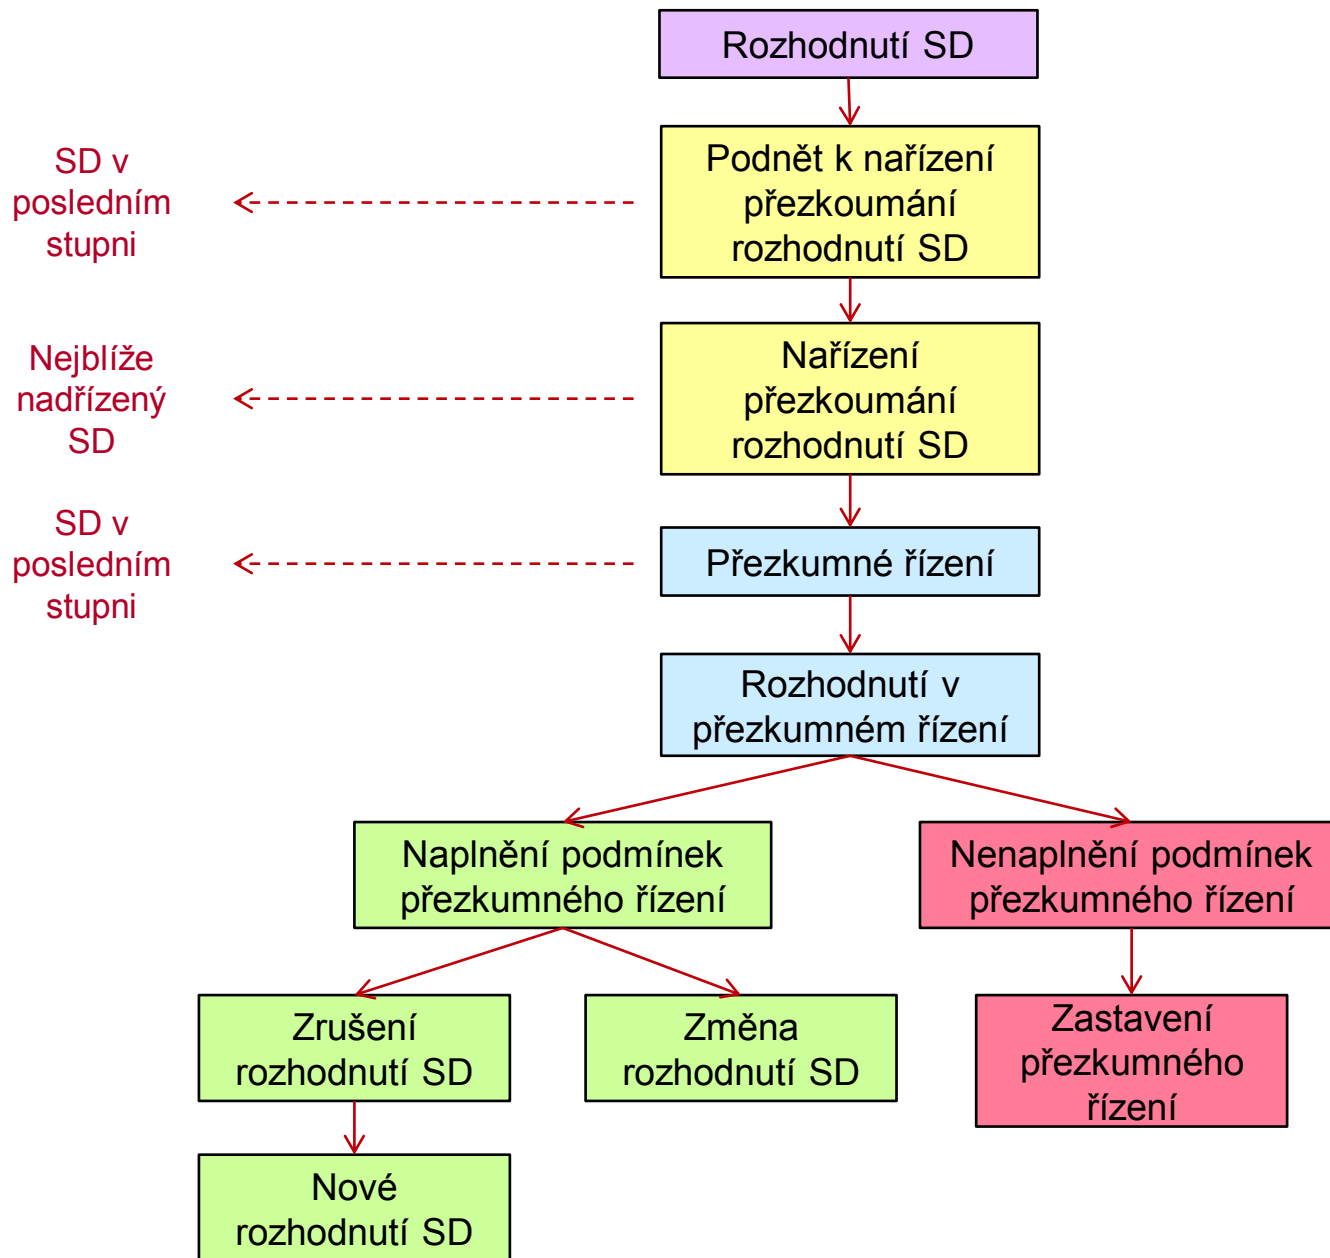 Rozhodnutí SD
SD v
posledním
stupni
Podnět k nařízení
přezkoumání
rozhodnutí SD
Nejblíže
nadřízený
SD
Nařízení
přezkoumání
rozhodnutí SD
SD v
posledním
stupni
Přezkumné řízení
Rozhodnutí v
přezkumném řízení
Naplnění podmínek
přezkumného řízení
Nenaplnění podmínek
přezkumného řízení
Zrušení
rozhodnutí SD
Změna
rozhodnutí SD
Zastavení
přezkumného
řízení
Nové
rozhodnutí SD